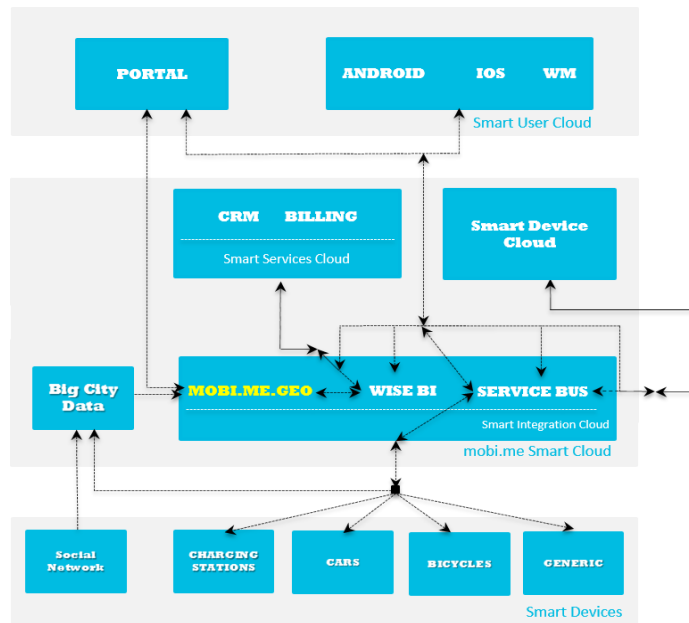 PORTAL
ANDROID IOS WM
Smart User Cloud
CRM BILLING
Smart Services Cloud
Smart Device
Cloud
Big City
Data
MOBI.ME.GEO WISE BI SERVICE BUS
Smart Integration Cloud
mobi.me Smart Cloud
Social
Network
CHARGING
STATIONS
CARS
BICYCLES
GENERIC
Smart Devices